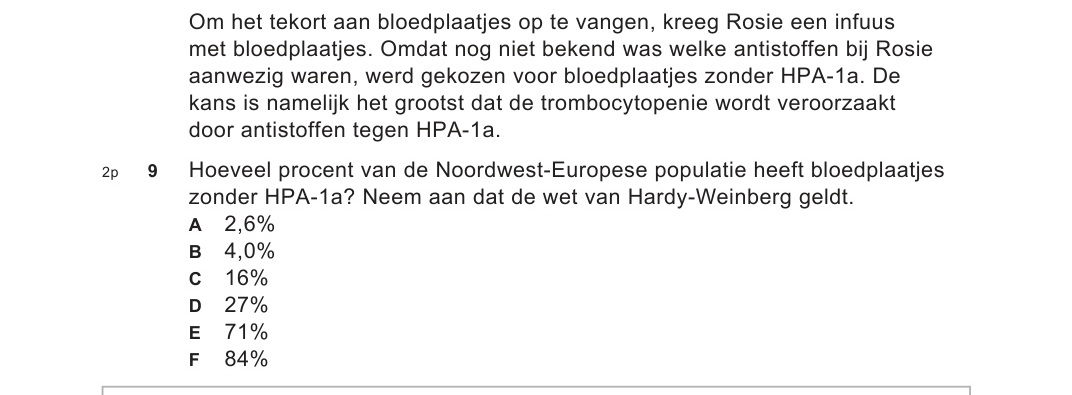 Om het tekort aan bloedplaatjes op te vangen, kreeg Rosie een infuus
met bloedplaatjes. Omdat nog niet bekend was welke antistoffen bij Rosie
aanwezig waren, werd gekozen voor bloedplaatjes zonder HPA-1a. De
kans is namelijk het grootst dat de trombocytopenie wordt veroorzaakt
door antistoffen tegen HPA-1a.
2p 9 Hoeveel procent van de Noordwest-Europese populatie heeft bloedplaatjes
zonder HPA-1a? Neem aan dat de wet van Hardy-Weinberg geldt.
A 2,6%
B 4,0%
C 16%
D 27%
E 71%
F 84%